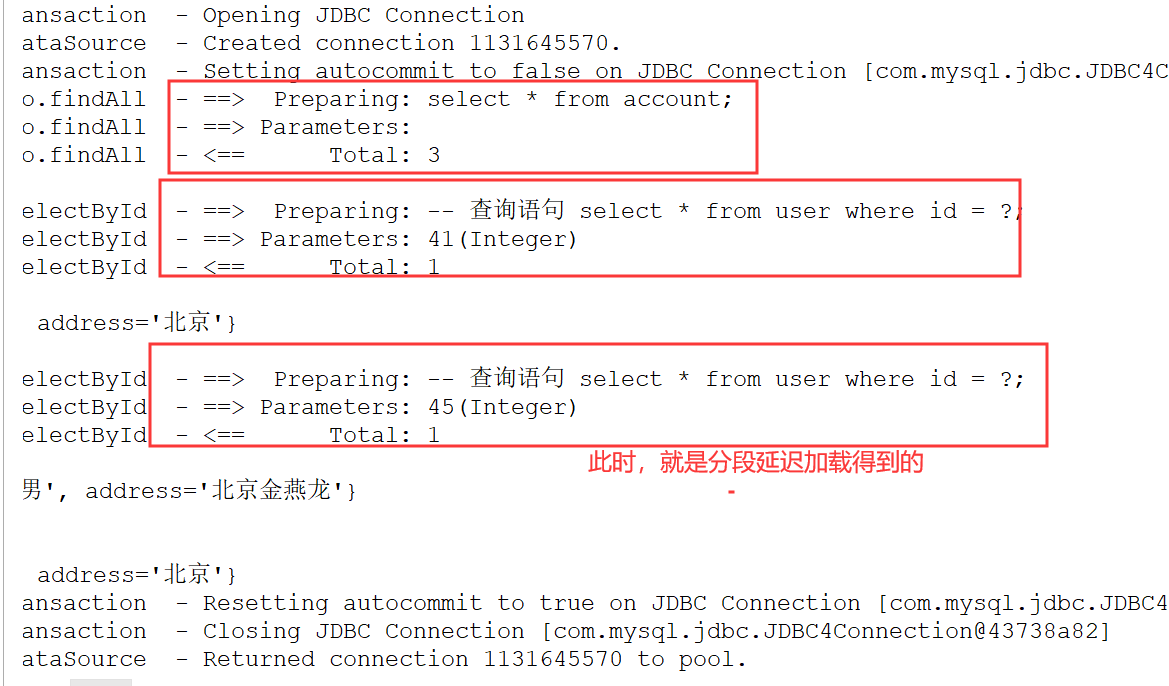 ansaction - Opening JDBC Connection
ataSource - Created connection 1131645570.
ansaction - Setting autocommit to false on JDBC Connection [com.mysql.jdbc.JDBC4C
o.findAll - ==> Preparing: select * from account;
o.findAll - ==> Parameters:
o.findAll - <== Total: 3
electById - ==> Preparing: -- 查询语句 select * from user where id = ?;
electById - ==> Parameters: 41(Integer)
electById - <== Total: 1
address='北京'}
electById - ==> Preparing: -- 查询语句 select * from user where id = ?;
electById - ==> Parameters: 45(Integer)
electById - <== Total: 1
此时，就是分段延迟加载得到的
男', address='北京金燕龙'}
address='北京'}
ansaction - Resetting autocommit to true on JDBC Connection [com.mysql.jdbc.JDBC4
ansaction - Closing JDBC Connection [com.mysql.jdbc.JDBC4Connection@43738a82]
ataSource - Returned connection 1131645570 to pool.